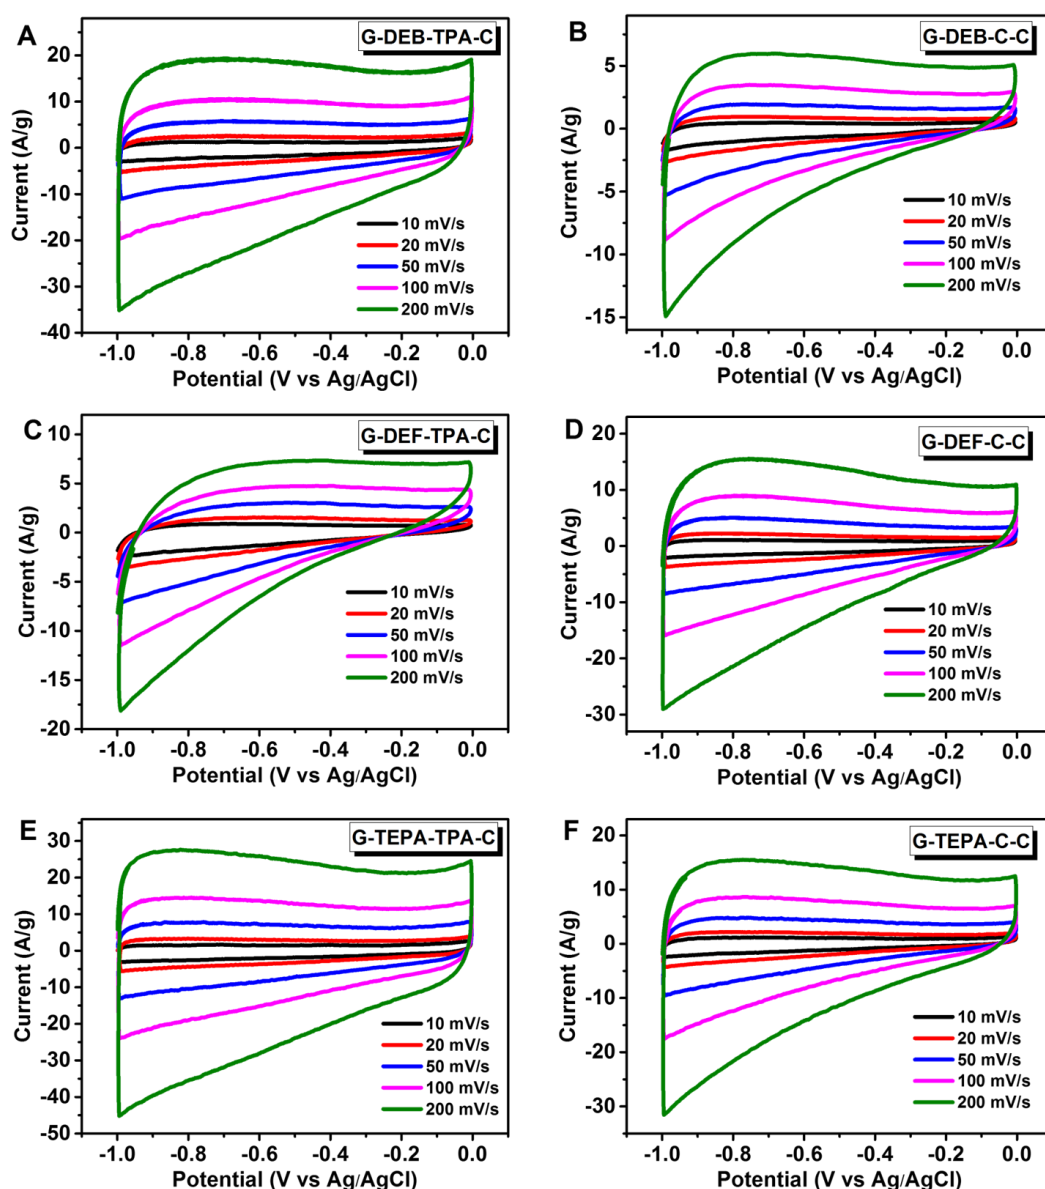 A
G-DEB-TPA-C
20
10
0
-10
-20
-30
-40
Current (A/g)
10 mV/s
20 mV/s
50 mV/s
100 mV/s
200 mV/s
-1.0 -0.8 -0.6 -0.4 -0.2 0.0
Potential (V vs Ag/AgCl)
B
G-DEB-C-C
5
0
-5
-10
-15
Current (A/g)
10 mV/s
20 mV/s
50 mV/s
100 mV/s
200 mV/s
-1.0 -0.8 -0.6 -0.4 -0.2 0.0
Potential (V vs Ag/AgCl)
C
G-DEF-TPA-C
10
5
0
-5
-10
-15
-20
Current (A/g)
10 mV/s
20 mV/s
50 mV/s
100 mV/s
200 mV/s
-1.0 -0.8 -0.6 -0.4 -0.2 0.0
Potential (V vs Ag/AgCl)
D
G-DEF-C-C
20
10
0
-10
-20
-30
Current (A/g)
10 mV/s
20 mV/s
50 mV/s
100 mV/s
200 mV/s
-1.0 -0.8 -0.6 -0.4 -0.2 0.0
Potential (V vs Ag/AgCl)
E
G-TEPA-TPA-C
30
20
10
0
-10
-20
-30
-40
-50
Current (A/g)
10 mV/s
20 mV/s
50 mV/s
100 mV/s
200 mV/s
-1.0 -0.8 -0.6 -0.4 -0.2 0.0
Potential (V vs Ag/AgCl)
F
G-TEPA-C-C
20
10
0
-10
-20
-30
Current (A/g)
10 mV/s
20 mV/s
50 mV/s
100 mV/s
200 mV/s
-1.0 -0.8 -0.6 -0.4 -0.2 0.0
Potential (V vs Ag/AgCl)